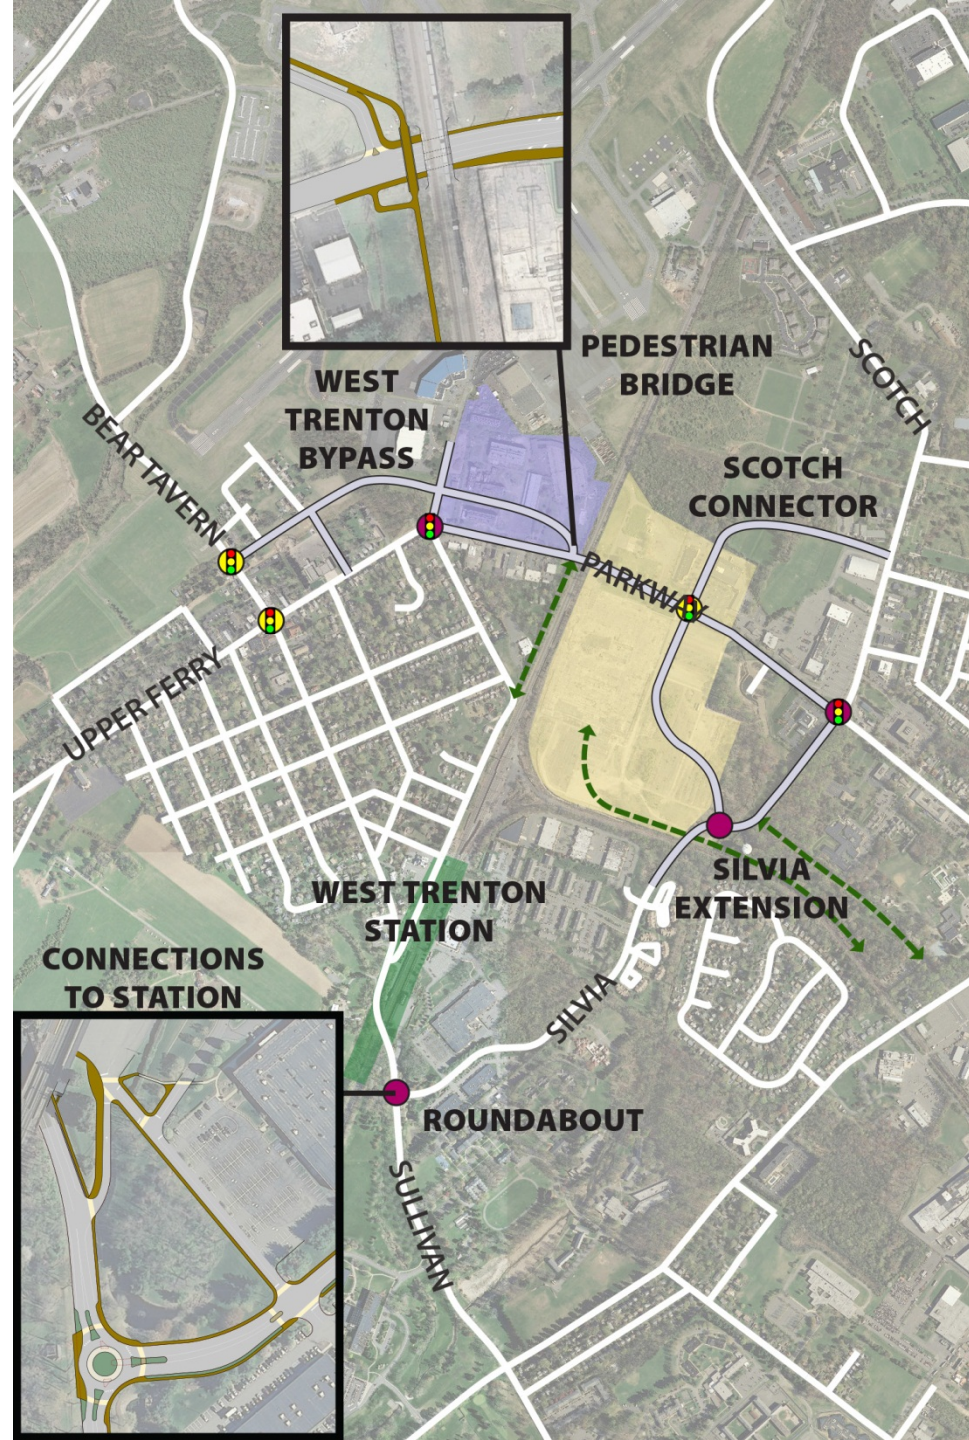 PEDESTRIAN
BRIDGE
WEST
TRENTON
BYPASS
SCOTCH
BEAR TAVERN
SCOTCH
CONNECTOR
PARKWAY
UPPER FERRY
SILVIA
EXTENSION
WEST TRENTON
STATION
CONNECTIONS
TO STATION
SILVIA
ROUNDABOUT
SULLIVAN